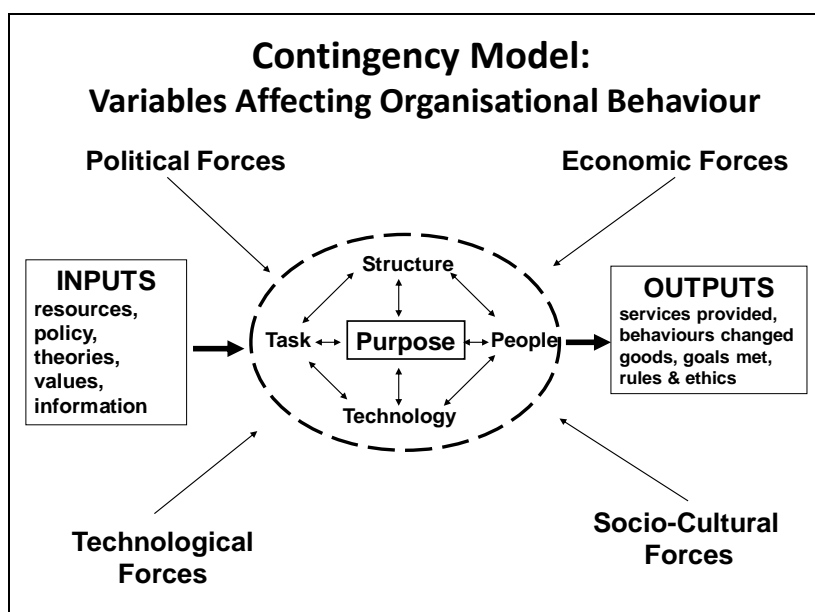 Contingency Model:
Variables Affecting Organisational Behaviour
Political Forces
Economic Forces
INPUTS
resources,
policy,
theories,
values,
information
Structure
Task
Purpose
People
Technology
OUTPUTS
services provided,
behaviours changed
goods, goals met,
rules & ethics
Technological
Forces
Socio-Cultural
Forces